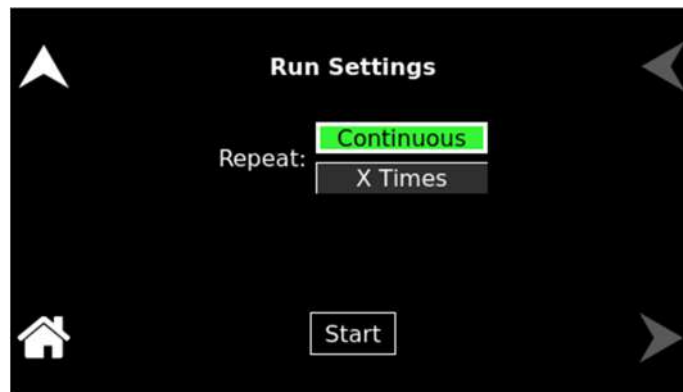 Run Settings
Continuous
Repeat:
X Times
Start